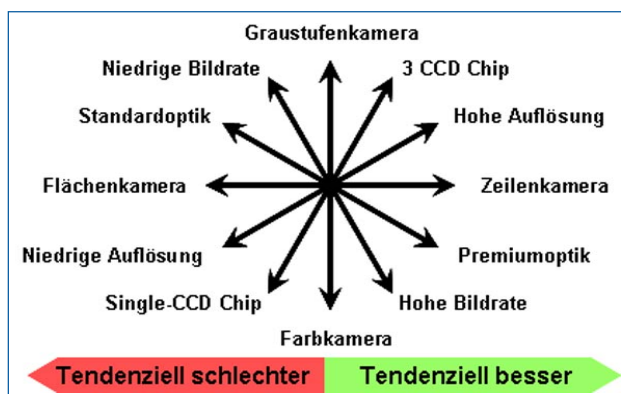 Graustufenkamera
Niedrige Bildrate
3 CCD Chip
Standardoptik
Hohe Auflösung
Flächenkamera
Zeilenkamera
Niedrige Auflösung
Premiumoptik
Single-CCD Chip
Hohe Bildrate
Farbkamera
Tendenziell schlechter
Tendenziell besser